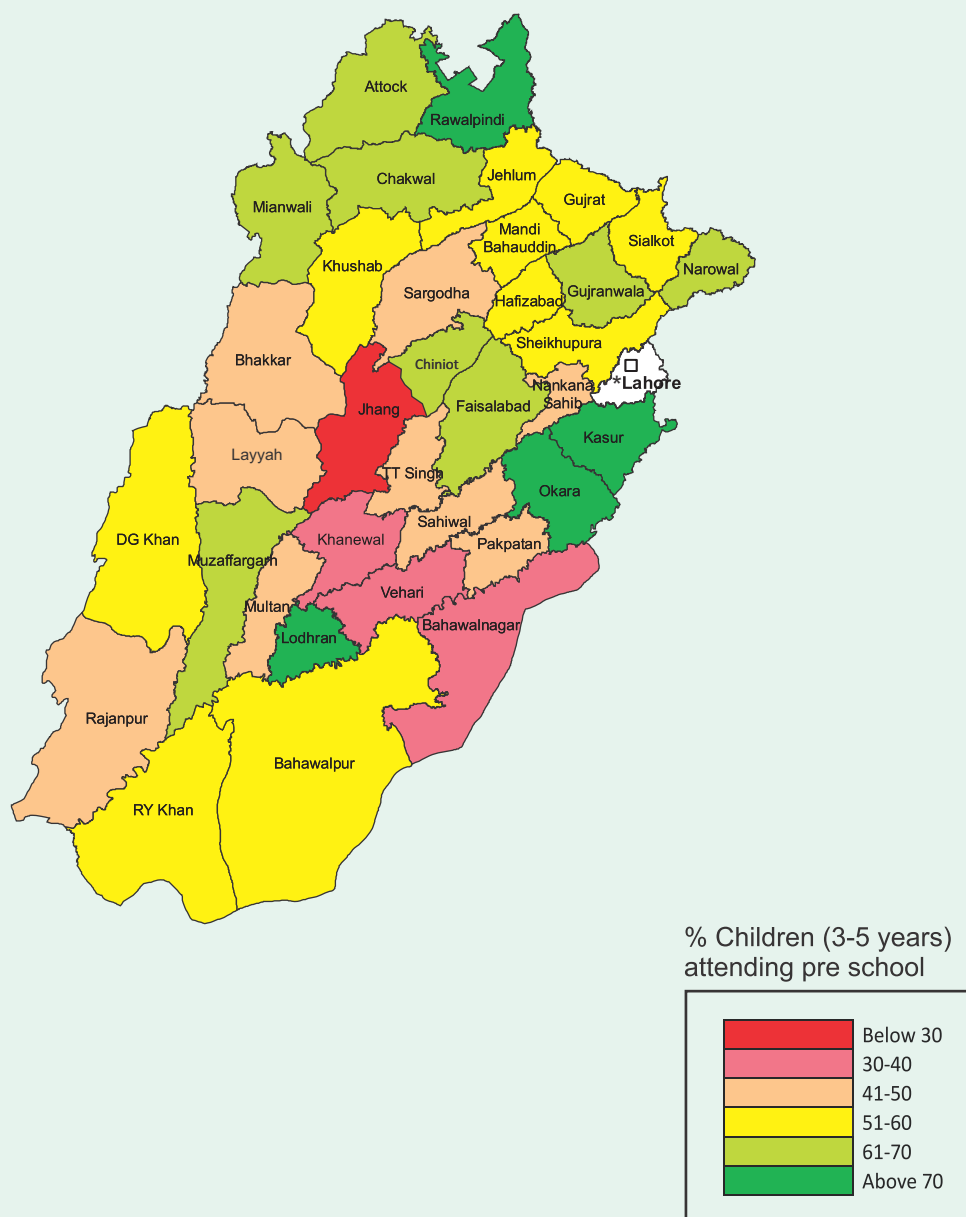 Attock
Rawalpindi
Jehlum
Chakwal
Gujrat
Mianwali
Mandi
Bahauddin
Sialkot
Khushab
Narowal
Sargodha
Gujranwala
Hafizabad
Sheikhupura
Bhakkar
Chiniot
*Lahore
Nankana
Sahib
Jhang
Faisalabad
Kasur
Layyah
TT Singh
Okara
Sahiwal
DG Khan
Khanewal
Pakpatan
Muzaffargarh
Vehari
Multan
Bahawalnagar
Lodhran
Rajanpur
Bahawalpur
RY Khan
% Children (3-5 years)
attending pre school
Below 30
30-40
41-50
51-60
61-70
Above 70